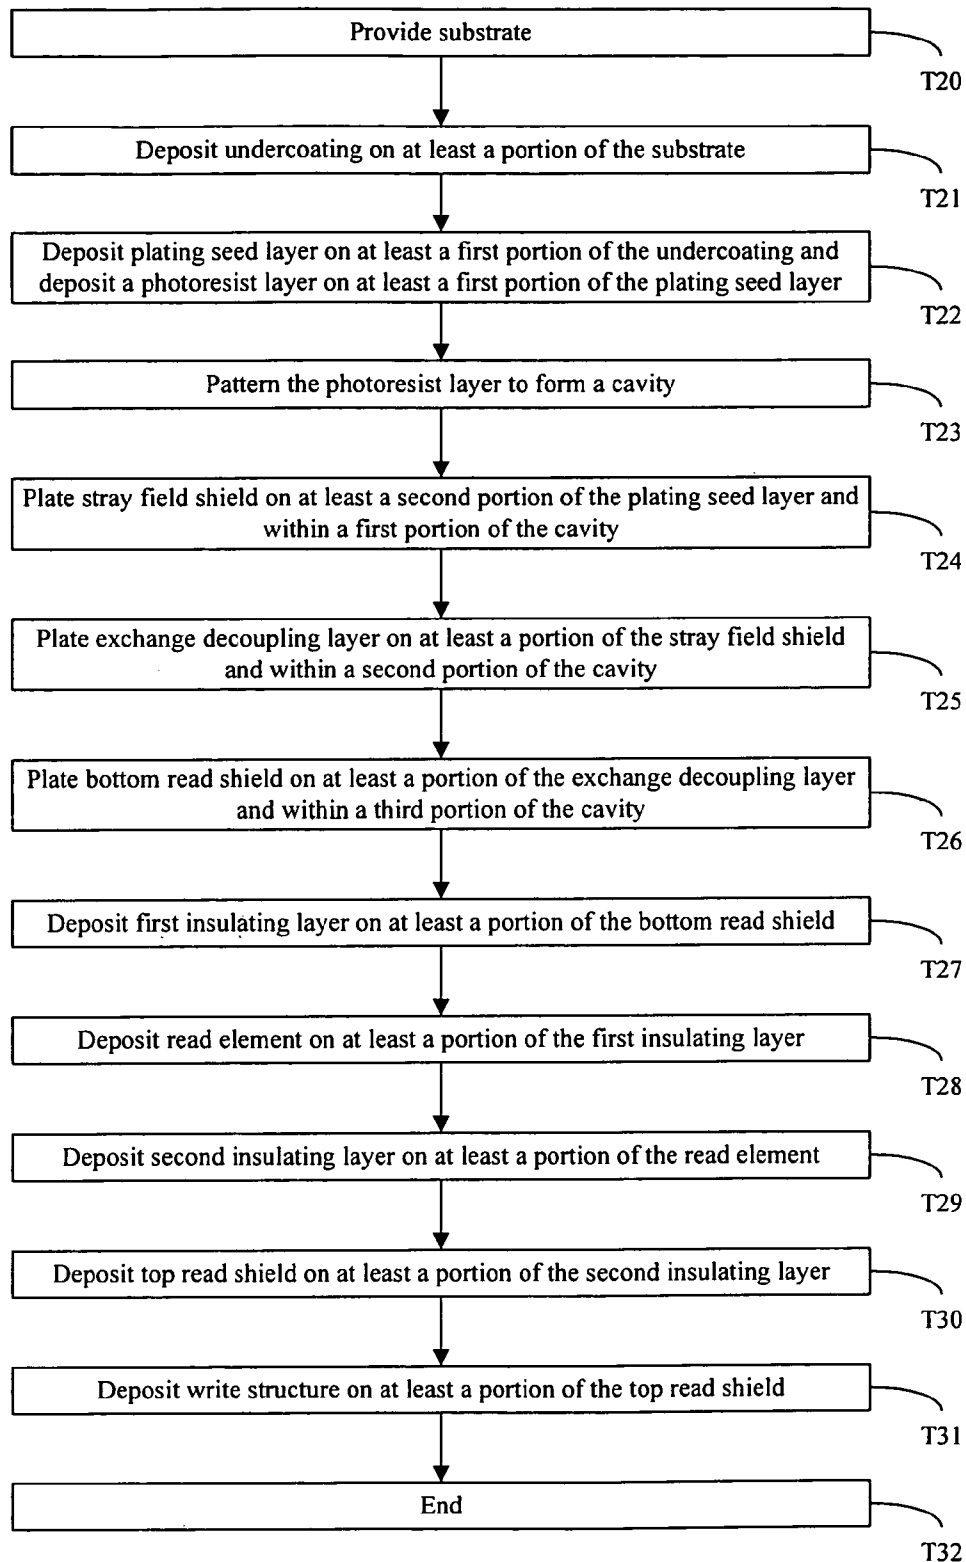 Provide substrate
T20
Deposit undercoating on at least a portion of the substrate
T21
Deposit plating seed layer on at least a first portion of the undercoating and
deposit a photoresist layer on at least a first portion of the plating seed layer
T22
Pattern the photoresist layer to form a cavity
T23
Plate stray field shield on at least a second portion of the plating seed layer and
within a first portion of the cavity
T24
Plate exchange decoupling layer on at least a portion of the stray field shield
and within a second portion of the cavity
T25
Plate bottom read shield on at least a portion of the exchange decoupling layer
and within a third portion of the cavity
T26
Deposit first insulating layer on at least a portion of the bottom read shield
T27
Deposit read element on at least a portion of the first insulating layer
T28
Deposit second insulating layer on at least a portion of the read element
T29
Deposit top read shield on at least a portion of the second insulating layer
T30
Deposit write structure on at least a portion of the top read shield
T31
End
T32